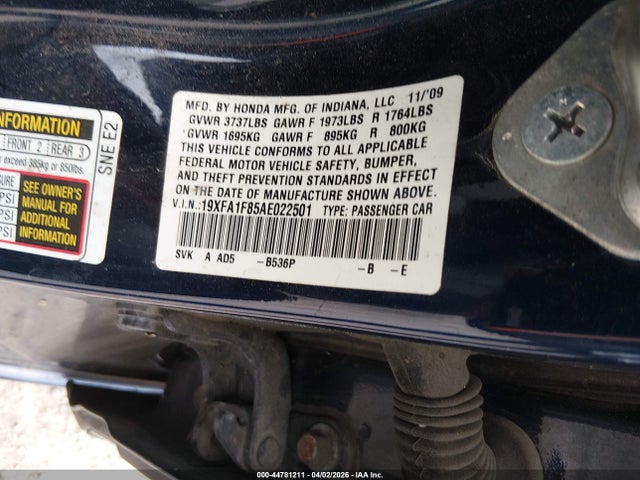 INFORMATION
FRONT 2 REAR 3
exceed 385kg or 850lbs.
SEE OWNER'S
MANUAL FOR
ADDITIONAL
INFORMATION
SNE E2
MFD. BY HONDA MFG. OF INDIANA, LLC 11/'09
GVWR 3737LBS GAWR F 1973LBS R 1764LBS
GVWR 1695KG GAWR F 895KG R 800KG
THIS VEHICLE CONFORMS TO ALL APPLICABLE
FEDERAL MOTOR VEHICLE SAFETY, BUMPER,
AND THEFT PREVENTION STANDARDS IN EFFECT
ON THE DATE OF MANUFACTURE SHOWN ABOVE.
V.I.N.:19XFA1F85AE022501 TYPE: PASSENGER CAR
SVK A AD5 -B536P -B -E
000-44781211 - 04/02/2026 - IAA Inc.